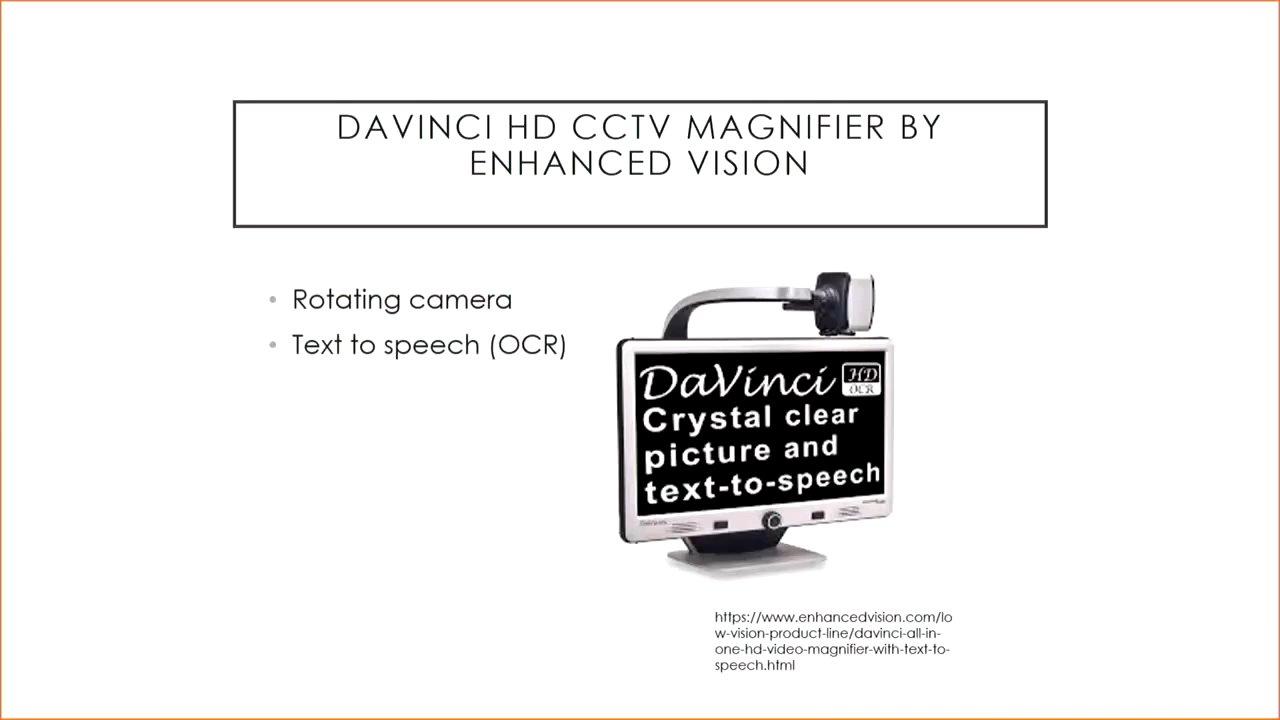 DAVINCI HD CCTV MAGNIFIER BY
ENHANCED VISION
• Rotating camera
• Text to speech (OCR)
DaVinci HD
OCR
Crystal clear
picture and
text-to-speech
https://www.enhancedvision.com/lo
w-vision-product-line/davinci-all-in-
one-hd-video-magnifier-with-text-to-
speech.html